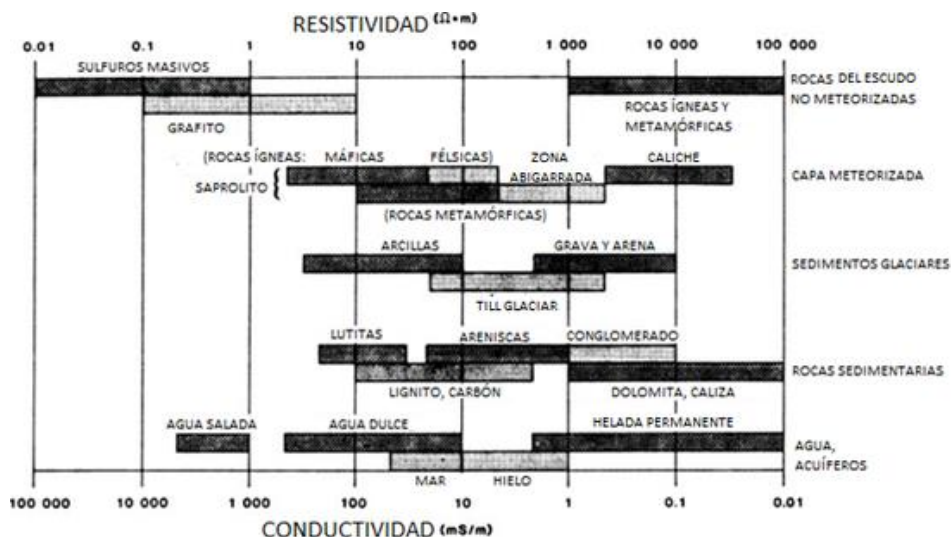 RESISTIVIDAD (Ω•m)
0.01 0.1 1 10 100 1 000 10 000 100 000
SULFUROS MASIVOS
ROCAS DEL ESCUDO
NO METEORIZADAS
GRAFITO
ROCAS ÍGNEAS Y
METAMÓRFICAS
(ROCAS ÍGNEAS: MÁFICAS FÉLSICAS) ZONA CALICHE
ABIGARRADA
SAPROLITO {
CAPA METEORIZADA
(ROCAS METAMÓRFICAS)
ARCILLAS GRAVA Y ARENA
SEDIMENTOS GLACIARES
TILL GLACIAR
LUTITAS ARENISCAS CONGLOMERADO
ROCAS SEDIMENTARIAS
LIGNITO, CARBÓN DOLOMITA, CALIZA
AGUA SALADA AGUA DULCE HELADA PERMANENTE
AGUA,
ACUÍFEROS
MAR HIELO
100 000 10 000 1 000 100 10 1 0.1 0.01
CONDUCTIVIDAD (mS/m)